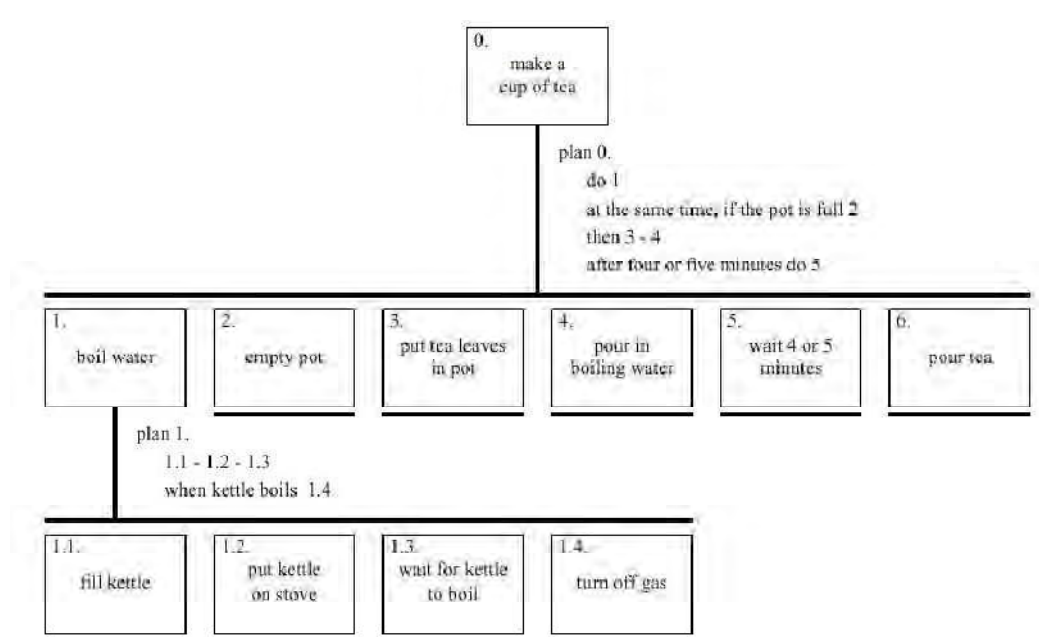 0.
make a
cup of tea
plan 0.
do 1
at the same time, if the pot is full 2
then 3 - 4
after four or five minutes do 5
1.
boil water
2.
empty pot
3.
put tea leaves
in pot
4.
pour in
boiling water
5.
wait 4 or 5
minutes
6.
pour tea
plan 1.
1.1 - 1.2 - 1.3
when kettle boils 1.4
1.1.
fill kettle
1.2.
put kettle
on stove
1.3.
wait for kettle
to boil
1.4.
turn off gas